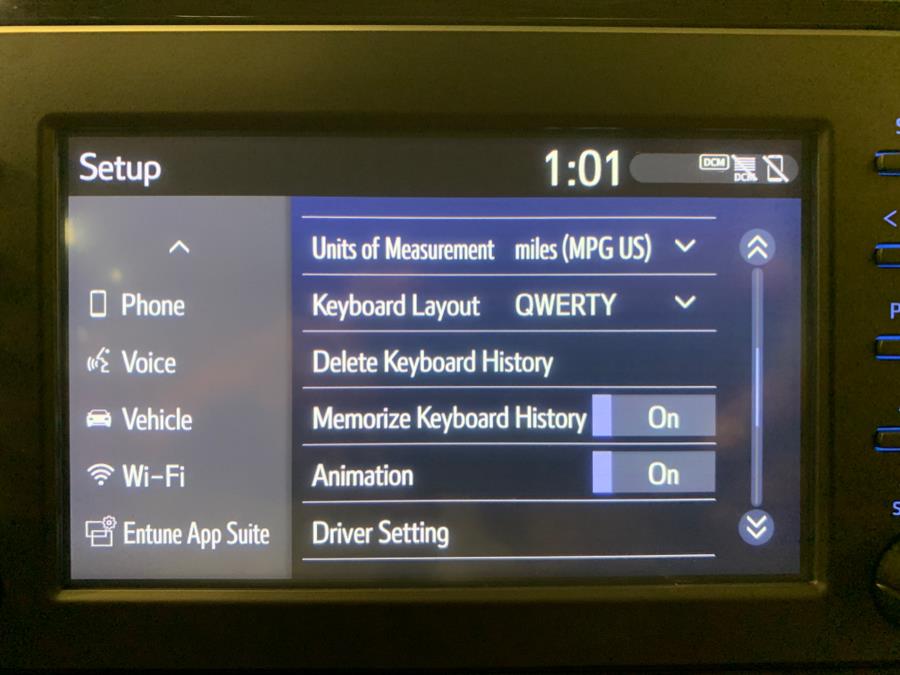 Setup
1:01
DCM
DCM
Units of Measurement miles (MPG US)
Phone
Keyboard Layout QWERTY
Voice
Delete Keyboard History
Vehicle
Memorize Keyboard History On
Wi-Fi
Animation On
Entune App Suite
Driver Setting